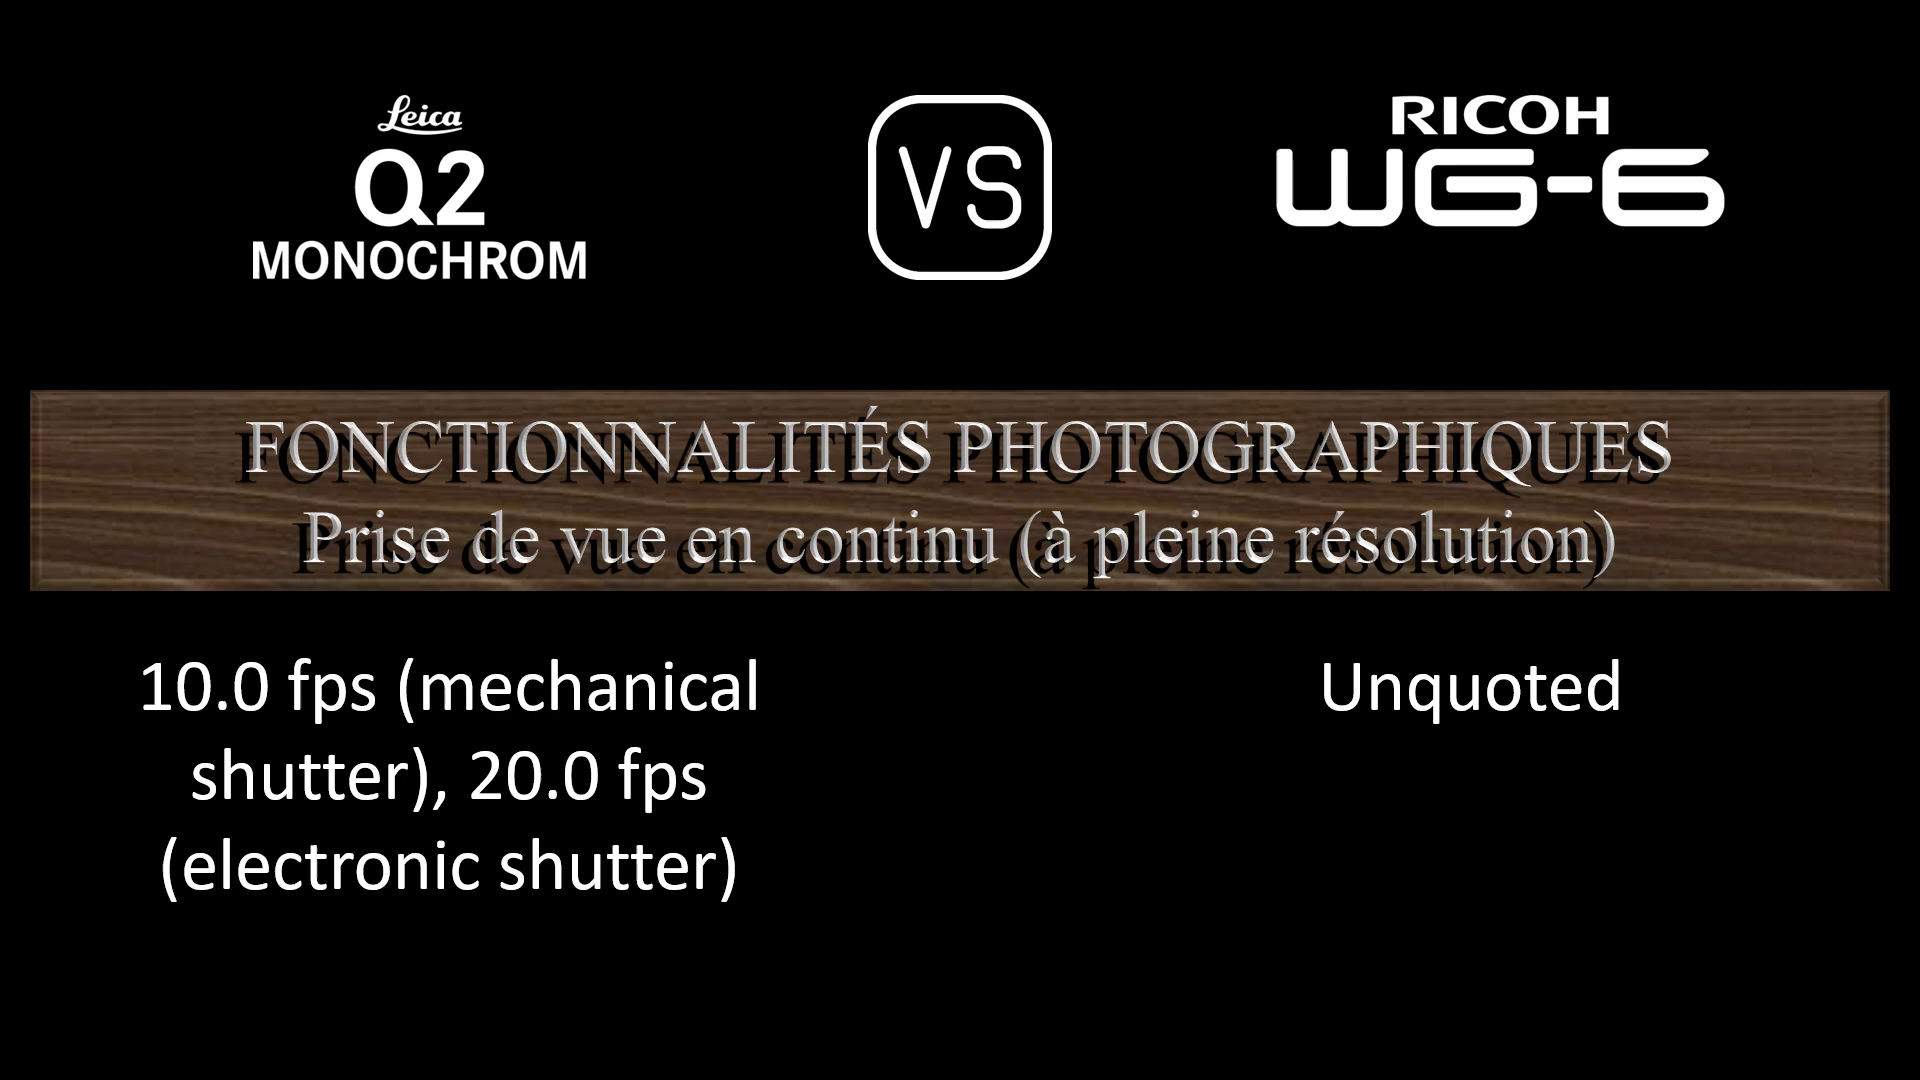 Leica
Q2
MONOCHROM
VS
RICOH
WG-6
FONCTIONNALITÉS PHOTOGRAPHIQUES
Prise de vue en continu (à pleine résolution)
10.0 fps (mechanical
shutter), 20.0 fps
(electronic shutter)
Unquoted